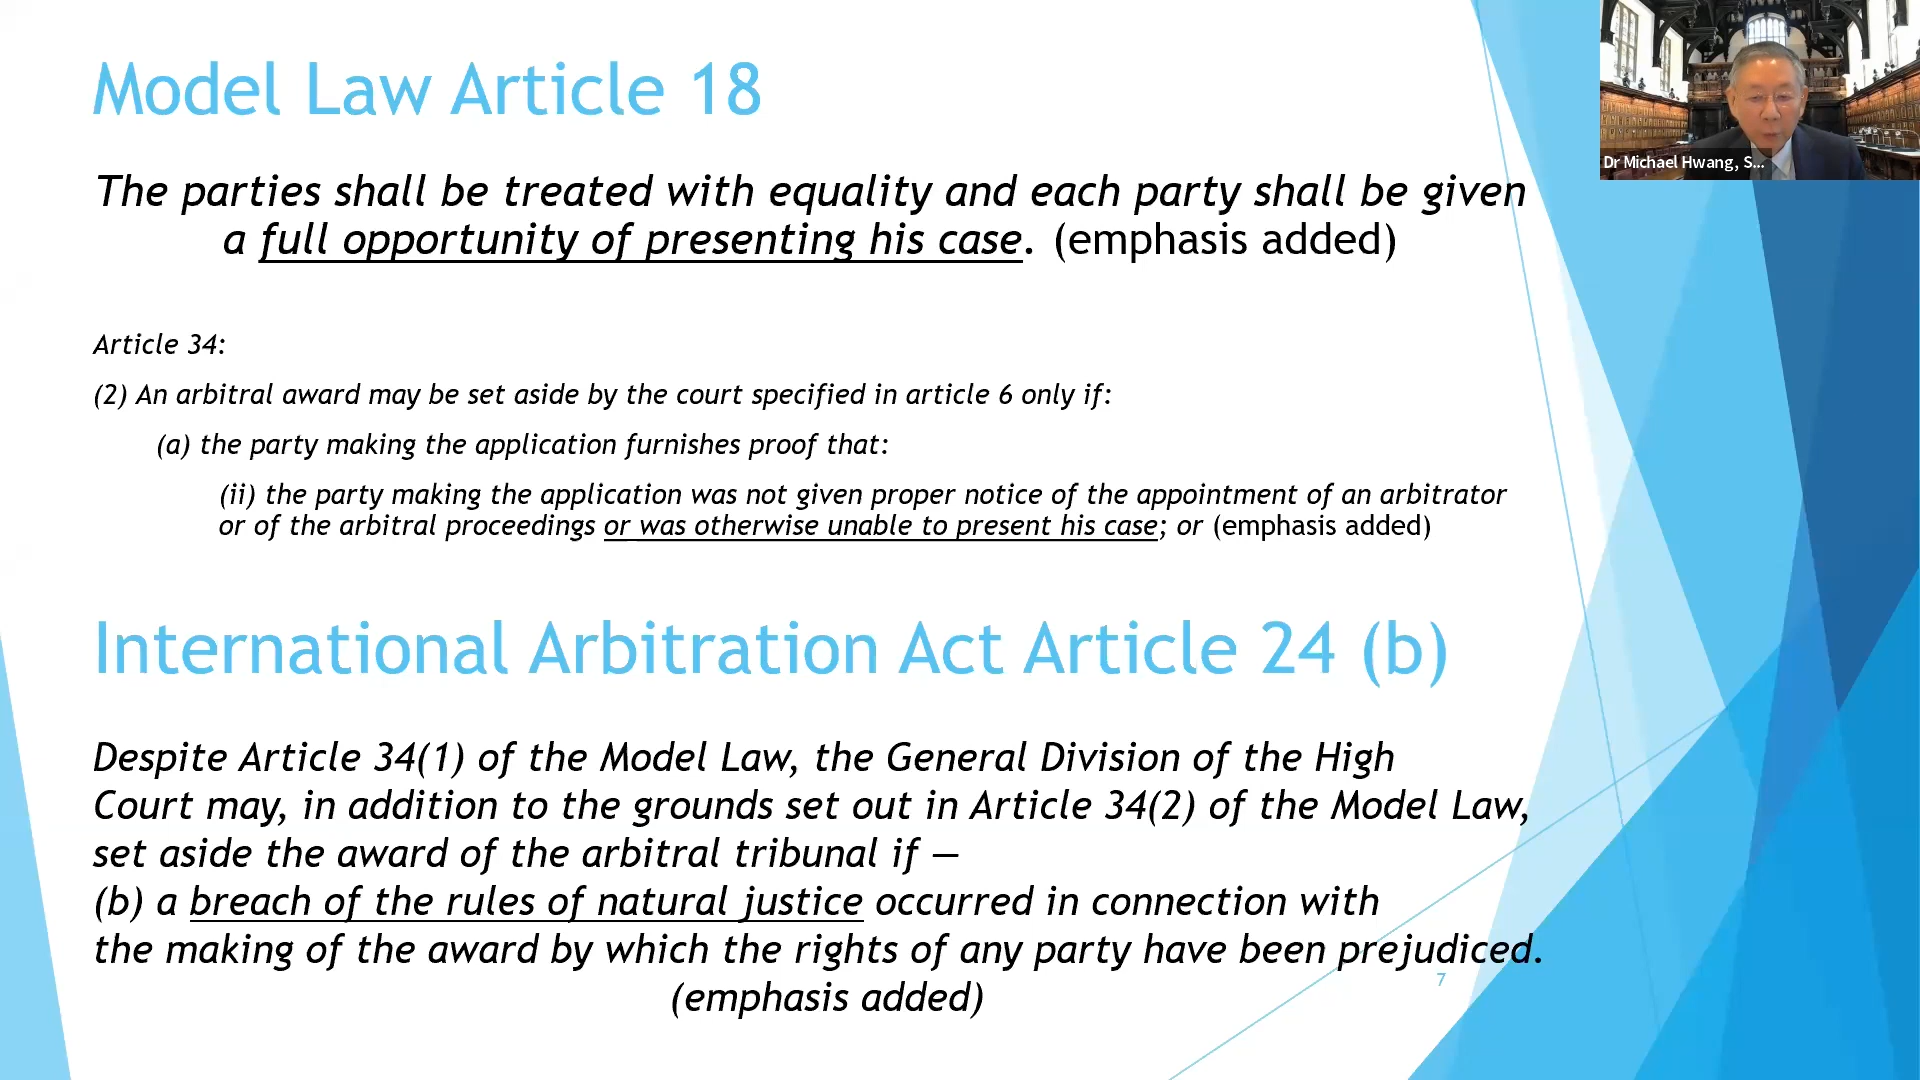 Model Law Article 18
The parties shall be treated with equality and each party shall be given
a full opportunity of presenting his case. (emphasis added)
Article 34:
(2) An arbitral award may be set aside by the court specified in article 6 only if:
(a) the party making the application furnishes proof that:
(ii) the party making the application was not given proper notice of the appointment of an arbitrator
or of the arbitral proceedings or was otherwise unable to present his case; or (emphasis added)
International Arbitration Act Article 24 (b)
Despite Article 34(1) of the Model Law, the General Division of the High
Court may, in addition to the grounds set out in Article 34(2) of the Model Law,
set aside the award of the arbitral tribunal if —
(b) a breach of the rules of natural justice occurred in connection with
the making of the award by which the rights of any party have been prejudiced.
(emphasis added)
7
Dr Michael Hwang, S...